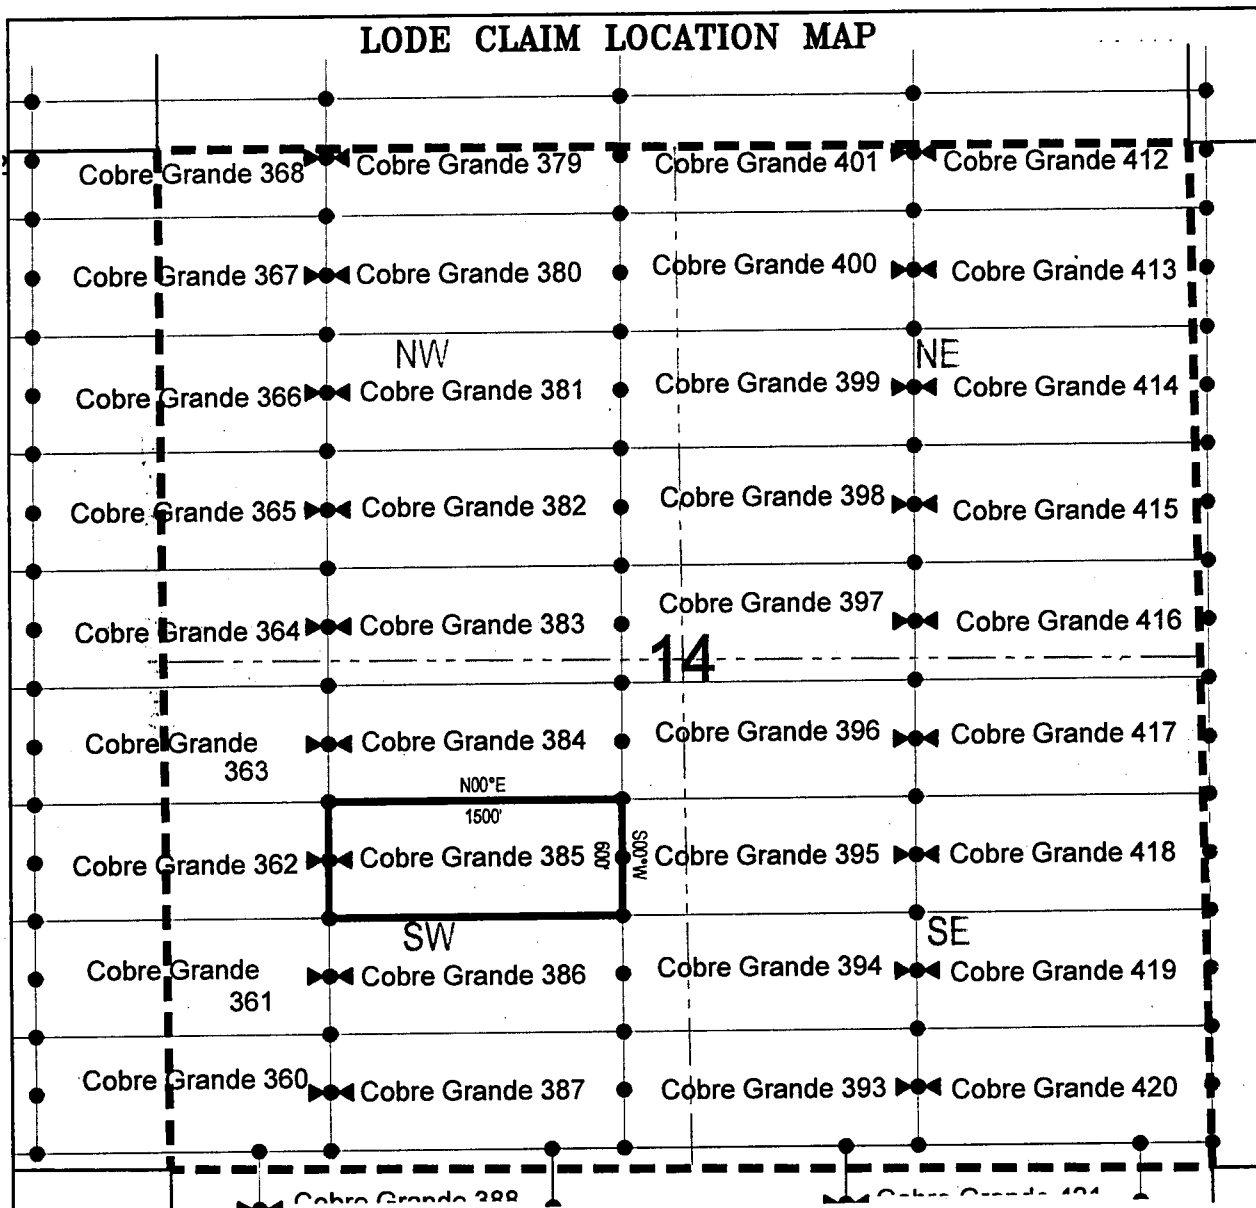 LODE CLAIM LOCATION MAP
Cobre Grande 368
Cobre Grande 379
Cobre Grande 401
Cobre Grande 412
Cobre Grande 367
Cobre Grande 380
Cobre Grande 400
Cobre Grande 413
NW
NE
Cobre Grande 366
Cobre Grande 381
Cobre Grande 399
Cobre Grande 414
Cobre Grande 365
Cobre Grande 382
Cobre Grande 398
Cobre Grande 415
Cobre Grande 364
Cobre Grande 383
Cobre Grande 397
Cobre Grande 416
14
Cobre Grande
363
Cobre Grande 384
Cobre Grande 396
Cobre Grande 417
N00°E
1500'
600'
S00°W
Cobre Grande 362
Cobre Grande 385
Cobre Grande 395
Cobre Grande 418
SW
SE
Cobre Grande
361
Cobre Grande 386
Cobre Grande 394
Cobre Grande 419
Cobre Grande 360
Cobre Grande 387
Cobre Grande 393
Cobre Grande 420
Cobre Grande 388
Cobre Grande 421